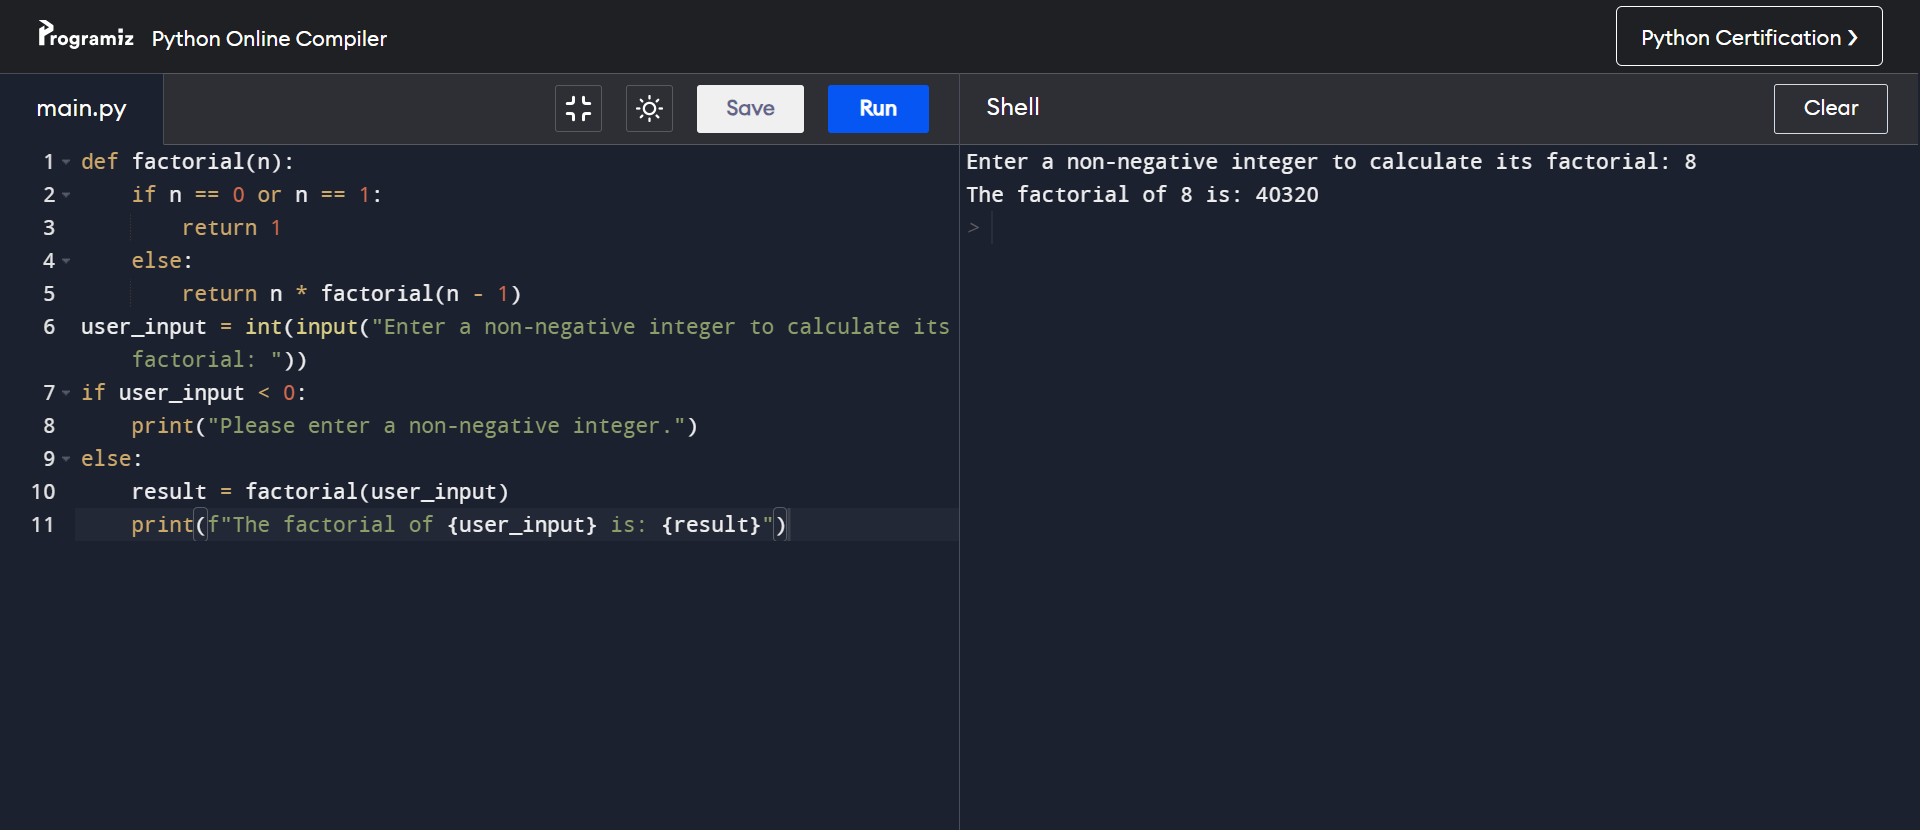 Programiz Python Online Compiler
Python Certification ❯
main.py
Save
Run
Shell
Clear
1 def factorial(n):
2     if n == 0 or n == 1:
3         return 1
4     else:
5         return n * factorial(n - 1)
6 user_input = int(input("Enter a non-negative integer to calculate its
    factorial: "))
7 if user_input < 0:
8     print("Please enter a non-negative integer.")
9 else:
10     result = factorial(user_input)
11     print(f"The factorial of {user_input} is: {result}")
Enter a non-negative integer to calculate its factorial: 8
The factorial of 8 is: 40320
>